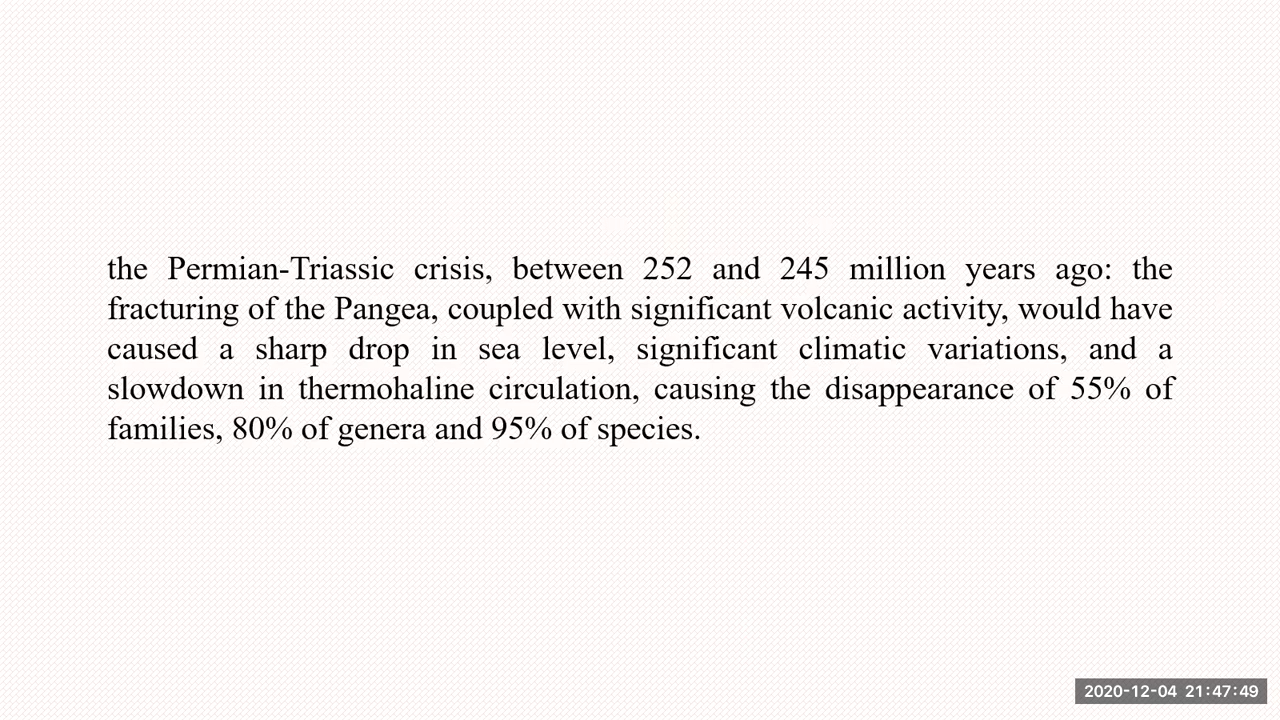 the Permian-Triassic crisis, between 252 and 245 million years ago: the
fracturing of the Pangea, coupled with significant volcanic activity, would have
caused a sharp drop in sea level, significant climatic variations, and a
slowdown in thermohaline circulation, causing the disappearance of 55% of
families, 80% of genera and 95% of species.
2020-12-04 21:47:49